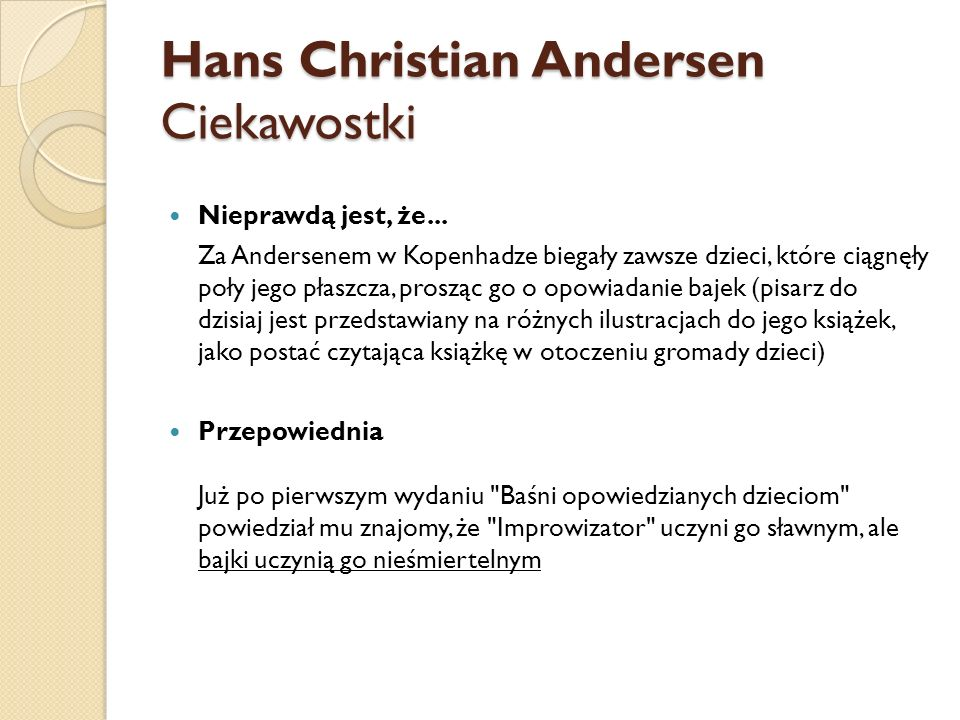 Hans Christian Andersen
Ciekawostki
Nieprawdą jest, że...
Za Andersenem w Kopenhadze biegały zawsze dzieci, które ciągnęły
poły jego płaszcza, prosząc go o opowiadanie bajek (pisarz do
dzisiaj jest przedstawiany na różnych ilustracjach do jego książek,
jako postać czytająca książkę w otoczeniu gromady dzieci)
Przepowiednia
Już po pierwszym wydaniu "Baśni opowiedzianych dzieciom"
powiedział mu znajomy, że "Improwizator" uczyni go sławnym, ale
bajki uczynią go nieśmiertelnym